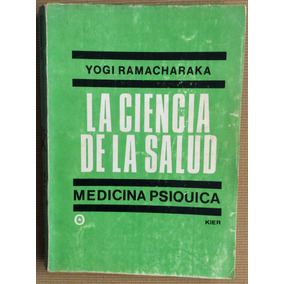 YOGI RAMACHARAKA
LA CIENCIA
DE LA SALUD
MEDICINA PSIQUICA
KIER